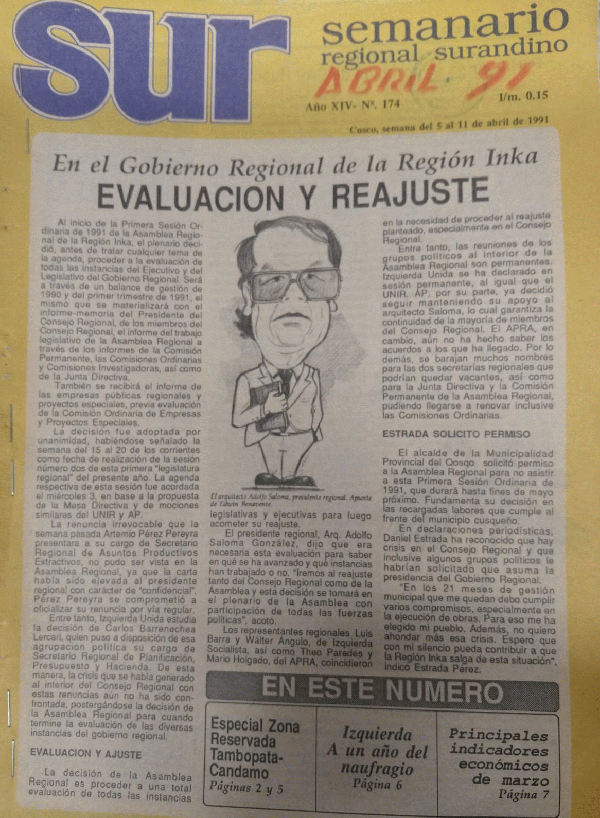 sur
semanario
regional surandino
ABRIL. 91
Año XIV- Nº. 174
I/m. 0.15
Cusco, semana del 5 al 11 de abril de 1991
En el Gobierno Regional de la Región Inka
EVALUACION Y REAJUSTE
Al inicio de la Primera Sesión Or-
dinaria de 1991 de la Asamblea Regio-
nal de la Región Inka, el plenario deci-
dió, antes de tratar cualquier tema de
la agenda, proceder a la evaluación de
todas las instancias del Ejecutivo y del
Legislativo del Gobierno Regional. Será
a través de un balance de gestión de
1990 y del primer trimestre de 1991, el
mismo que se materializará con el
informe-memoria del Presidente del
Consejo Regional, de los miembros del
Consejo Regional, el informe del trabajo
legislativo de la Asamblea Regional a
través de los informes de la Comisión
Permanente, las Comisiones Ordinarias
y Comisiones Investigadoras, así como
de la Junta Directiva.
También se recibirá el informe de
las empresas públicas regionales y
proyectos especiales, previa evaluación
de la Comisión Ordinaria de Empresas
y Proyectos Especiales.
La decisión fue adoptada por
unanimidad, habiéndose señalado la
semana del 15 al 20 de los corrientes
como fecha de realización de la sesión
número dos de esta primera "legislatura
regional" del presente año. La agenda
respectiva de esta sesión fue acordada
el miércoles 3, en base a la propuesta
de la Mesa Directiva y de mociones
similares del UNIR y AP.
La renuncia irrevocable que la
semana pasada Artemio Pérez Pereyra
presentara a su cargo de Secretario
Regional de Asuntos Productivos
Extractivos, no pudo ser vista en la
Asamblea Regional, ya que la carta
había sido elevada al presidente
regional con carácter de "confidencial".
Pérez Pereyra se comprometió a
oficializar su renuncia por vía regular.
Entre tanto, Izquierda Unida estudia
la decisión de Carlos Barrenechea
Lercari, quien puso a disposición de esa
agrupación política su cargo de
Secretario Regional de Planificación,
Presupuesto y Hacienda. De esta
manera, la crisis que se había generado
al interior del Consejo Regional con
estas renuncias aun no ha sido con-
frontada, postergándose la decisión de
la Asamblea Regional para cuando
termine la evaluación de las diversas
instancias del gobierno regional.
EVALUACION Y AJUSTE
La decisión de la Asamblea
Regional es proceder a una total
evaluación de todas las instancias
El arquitecto Adolfo Saloma, presidente regional. Apunte
de Edwin Benavente.
legislativas y ejecutivas para luego
acometer su reajuste.
El presidente regional, Arq. Adolfo
Saloma González, dijo que era
necesaria esta evaluación para saber
en qué se ha avanzado y qué instancias
han trabajado o no. "Iremos al reajuste
tanto del Consejo Regional como de la
Asamblea y esta decisión se tomará en
el plenario de la Asamblea con
participación de todas las fuerzas
políticas", acotó.
Los representantes regionales Luis
Barra y Wálter Angulo, de Izquierda
Socialista, así como Theo Paredes y
Mario Holgado, del APRA, coincidieron
en la necesidad de proceder al reajuste
planteado, especialmente en el Consejo
Regional.
Entre tanto, las reuniones de los
grupos políticos al interior de la
Asamblea Regional son permanentes.
Izquierda Unida se ha declarado en
sesión permanente, al igual que el
UNIR. AP, por su parte, ya decidió
seguir manteniendo su apoyo al
arquitecto Saloma, lo cual garantiza la
continuidad de la mayoría de miembros
del Consejo Regional. El APRA, en
cambio, aún no ha hecho saber los
acuerdos a los que ha llegado. Por lo
demás, se barajan muchos nombres
para las dos secretarías regionales que
podrían quedar vacantes, así como
para la Junta Directiva y la Comisión
Permanente de la Asamblea Regional,
pudiendo llegarse a renovar inclusive
las Comisiones Ordinarias.
ESTRADA SOLICITO PERMISO
El alcalde de la Municipalidad
Provincial del Qosqo solicitó permiso
a la Asamblea Regional para no asistir
a esta Primera Sesión Ordinaria de
1991, que durará hasta fines de mayo
próximo. Fundamenta su decisión en
las recargadas labores que cumple al
frente del municipio cusqueño.
En declaraciones periodísticas,
Daniel Estrada ha reconocido que hay
crisis en el Consejo Regional y que
inclusive algunos grupos políticos le
habrían solicitado que asuma la
presidencia del Gobierno Regional.
"En los 21 meses de gestión
municipal que me quedan debo cumplir
varios compromisos, especialmente en
la ejecución de obras. Para eso me ha
elegido mi pueblo. Además, no quiero
ahondar más esa crisis. Espero que
con mi silencio pueda contribuir a que
la Región Inka salga de esta situación",
indicó Estrada Pérez.
EN ESTE NUMERO
Especial Zona
Reservada
Tambopata-
Candamo
Páginas 2 y 5
Izquierda
A un año del
naufragio
Página 6
Principales
indicadores
económicos
de marzo
Página 7